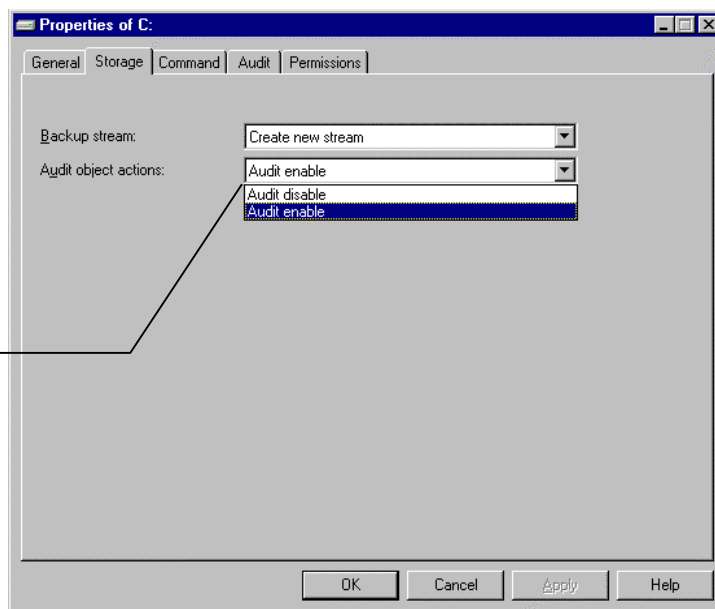 Properties of C:
General Storage Command Audit Permissions
Backup stream: Create new stream
Audit object actions: Audit enable
Audit disable
Audit enable
OK Cancel Apply Help